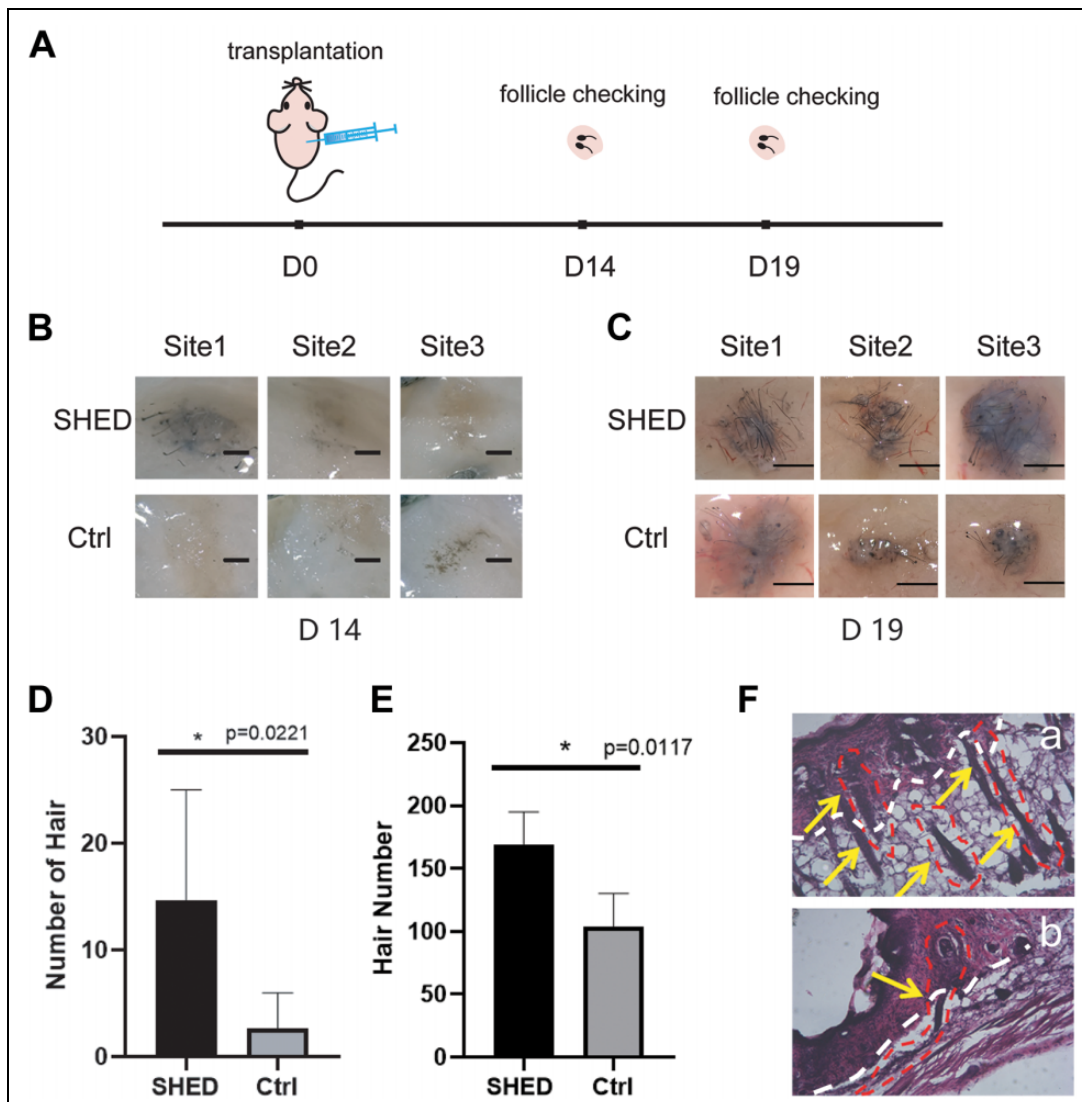 A
transplantation
follicle checking
follicle checking
D0
D14
D19
B
Site1 Site2 Site3
SHED
Ctrl
D 14
C
Site1 Site2 Site3
SHED
Ctrl
D 19
D
* p=0.0221
30
20
10
0
Number of Hair
SHED Ctrl
E
* p=0.0117
250
200
150
100
50
0
Hair Number
SHED Ctrl
F
a
b